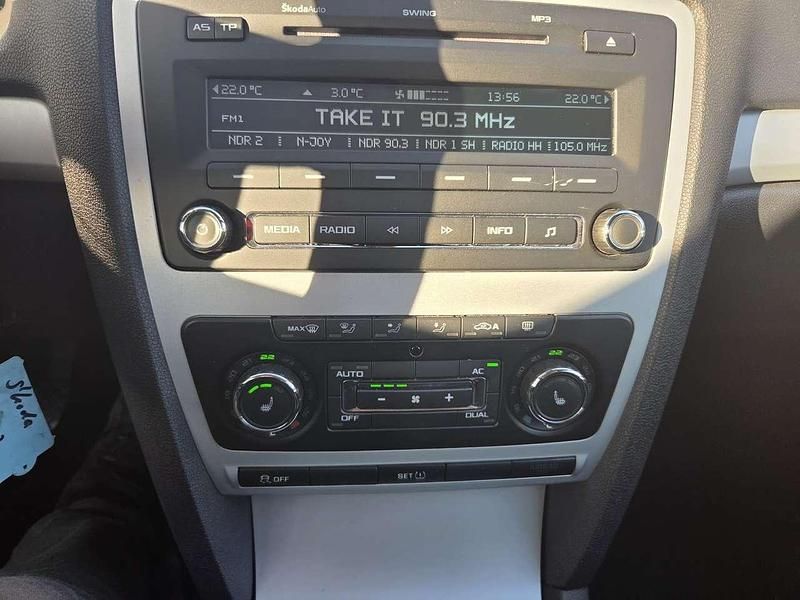 ŠkodaAuto SWING MP3
AS TP
22.0 °C 3.0 °C 13:56 22.0 °C
FM1 TAKE IT 90.3 MHz
NDR 2 N-JOY NDR 90.3 NDR 1 SH RADIO HH 105.0 MHz
MEDIA RADIO INFO
MAX A
22 22
AUTO AC
OFF DUAL
OFF SET
Skoda